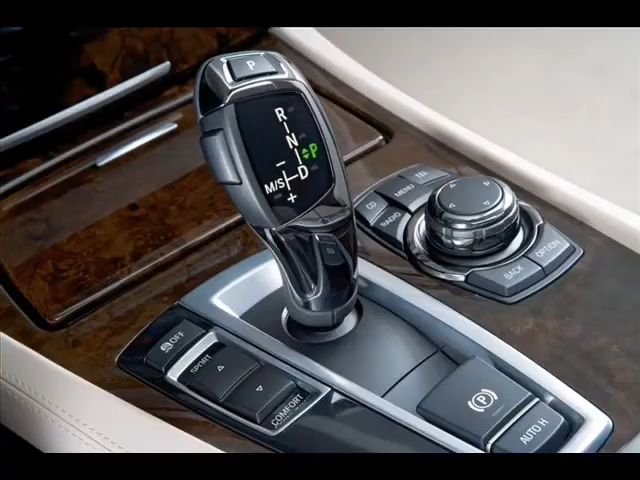 P
R
N
P
D
M/S
–
+
TEL
MENU
CD
RADIO
BACK
OPTION
OFF
SPORT
COMFORT
(P)
AUTO H